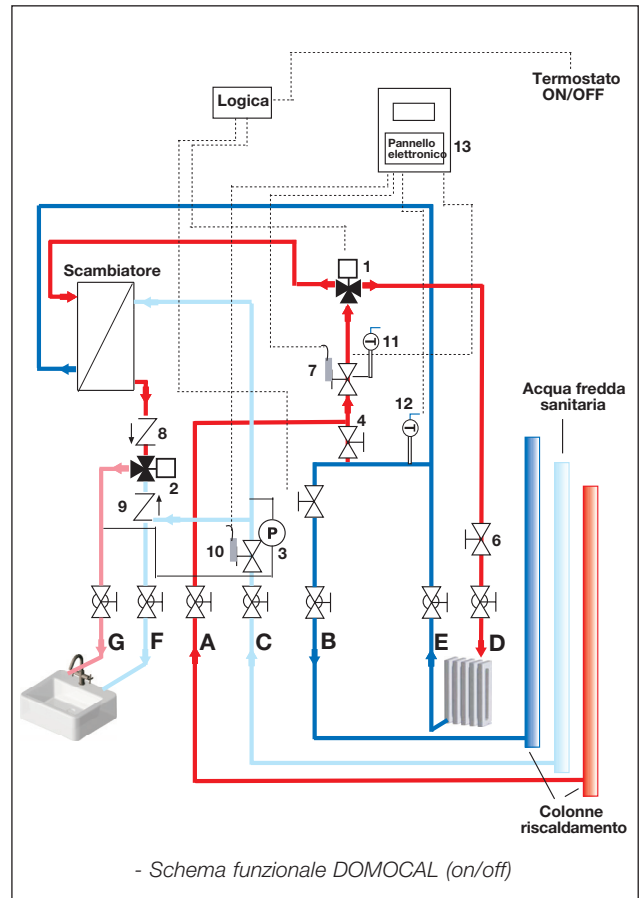 Termostato
ON/OFF
Logica
Pannello
elettronico
13
1
Scambiatore
11
7
Acqua fredda
sanitaria
12
4
8
2
9
6
P
10
3
G
F
A
C
B
E
D
Colonne
riscaldamento
- Schema funzionale DOMOCAL (on/off)
T
T